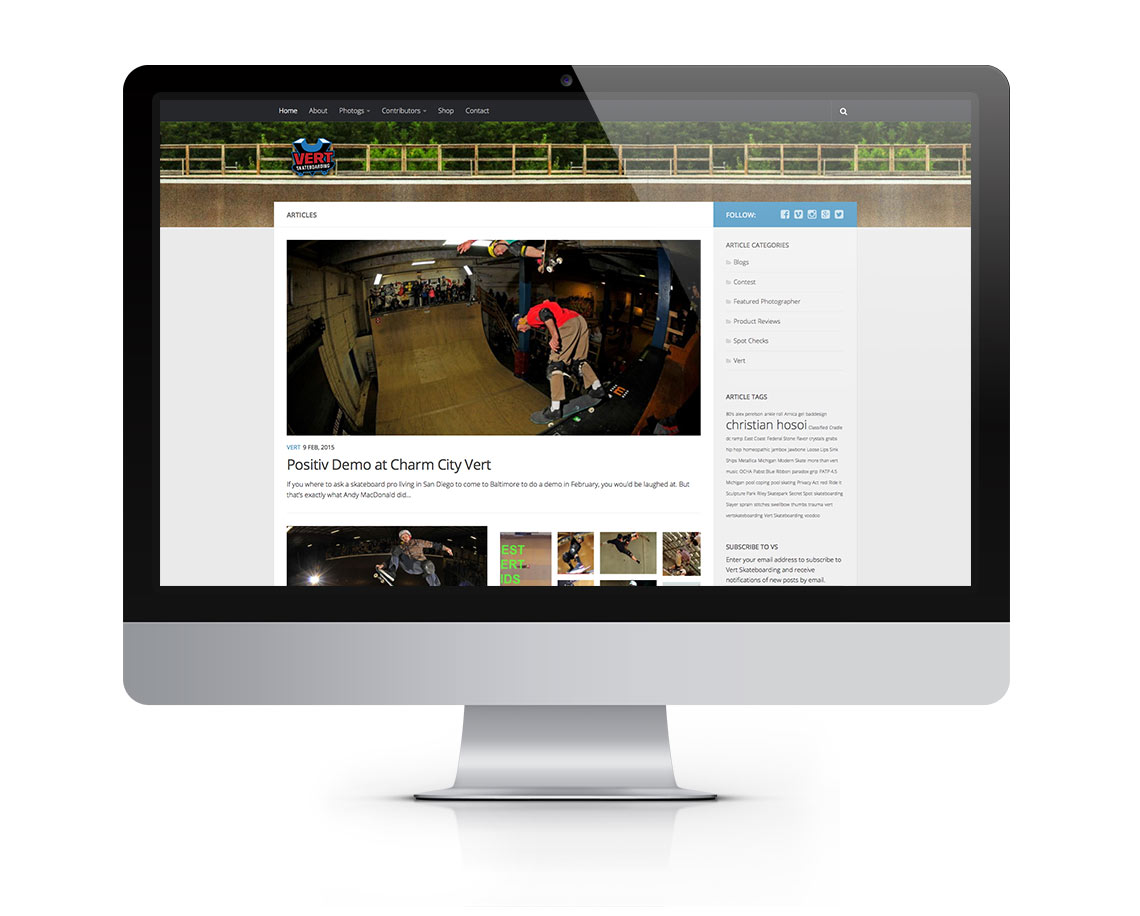 Home About Photogs Contributors Shop Contact
VERT
SKATEBOARDING
ARTICLES
FOLLOW:
VERT 9 FEB, 2015
Positiv Demo at Charm City Vert
If you where to ask a skateboard pro living in San Diego to come to Baltimore to do a demo in February, you would be laughed at. But
that's exactly what Andy MacDonald did...
EST
ERT
IDS
ARTICLE CATEGORIES
Blogs
Contest
Featured Photographer
Product Reviews
Spot Checks
Vert
ARTICLE TAGS
80's alex perelson ankle roll Arnica gel baddesign
christian hosoi Classified Cradle
dc ramp East Coast Federal Stone flavor crystals grabs
hip hop homeopathic jambox jawbone Loose Lips Sink
Ships Metallica Michigan Modern Skate more than vert
music OCHA Pabst Blue Ribbon paradox grip PATP 4.5
Michigan post coping pool skating Privacy Act red Ride It
Sculpture Park Riley Skatepark Secret Spot skateboarding
Slayer sprain stitches swellbow thumbs trauma vert
vertskateboarding Vert Skateboarding voodoo
SUBSCRIBE TO VS
Enter your email address to subscribe to
Vert Skateboarding and receive
notifications of new posts by email.